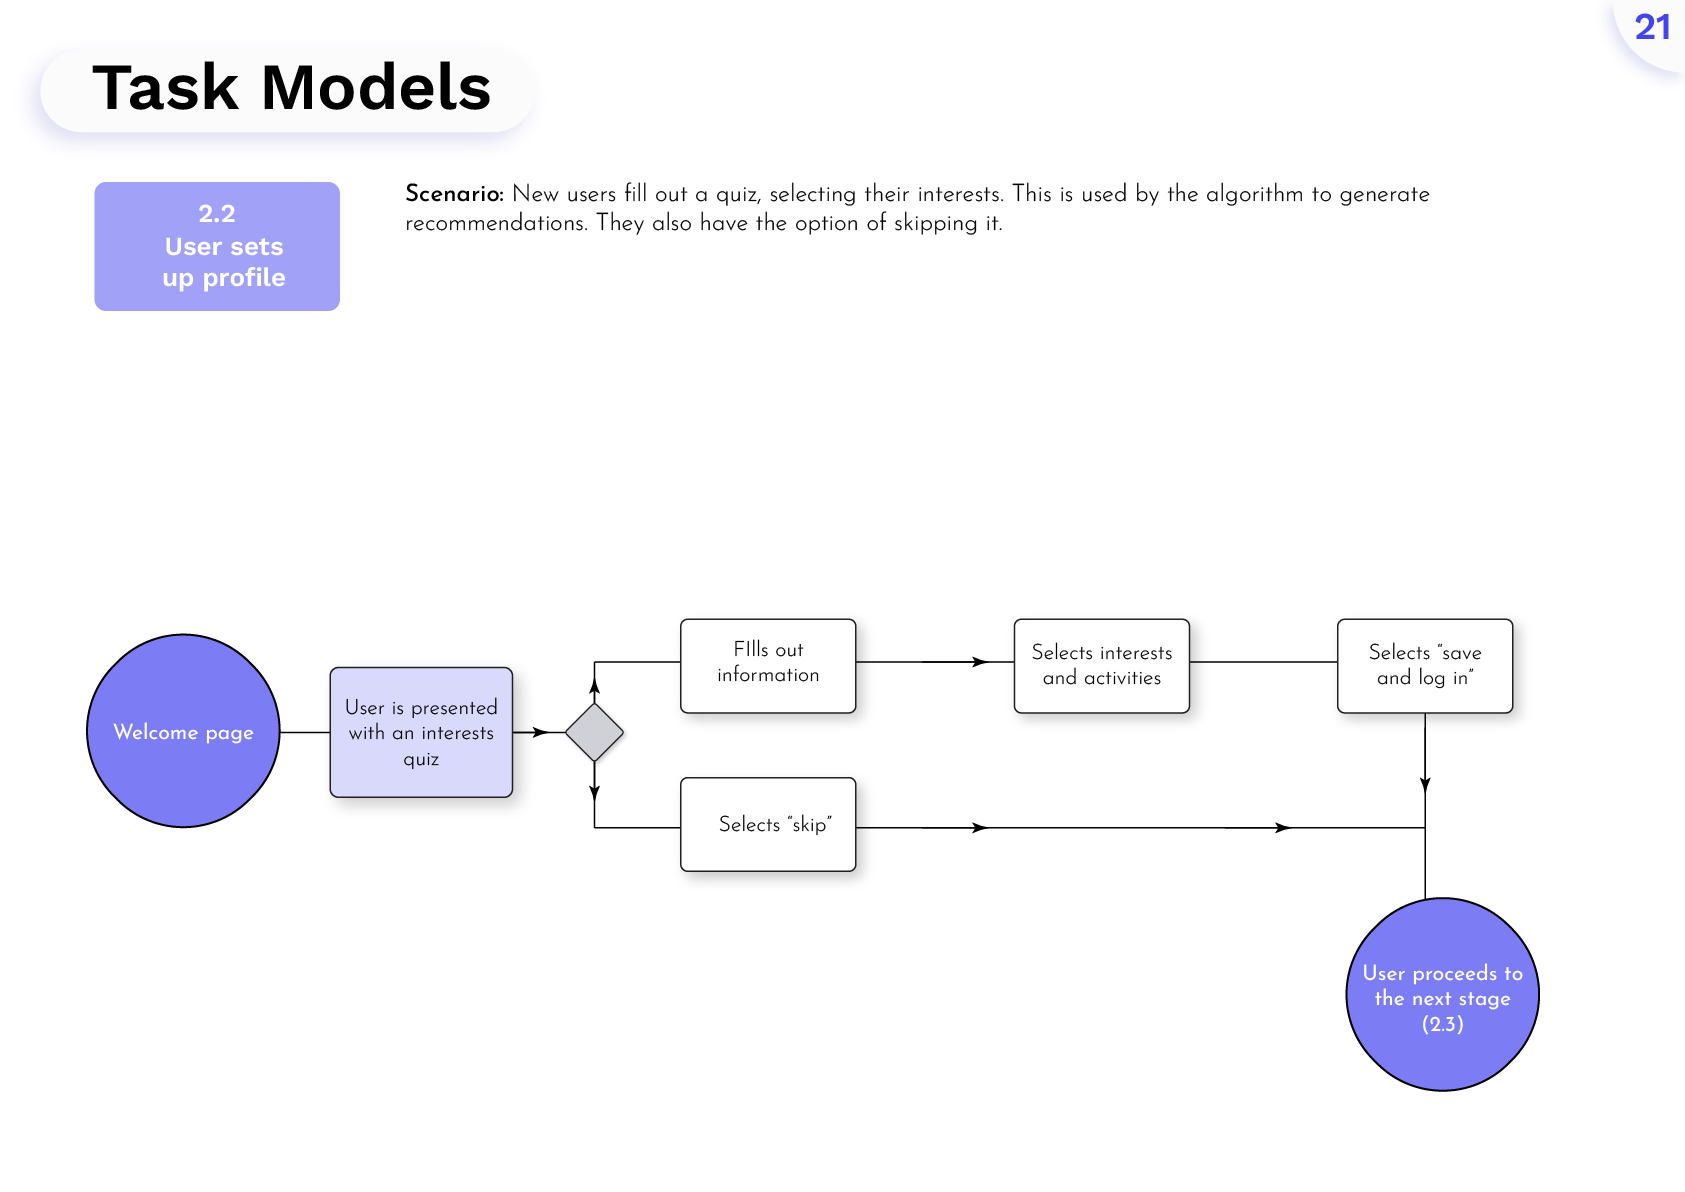 21
Task Models
2.2
User sets
up profile
Scenario: New users fill out a quiz, selecting their interests. This is used by the algorithm to generate
recommendations. They also have the option of skipping it.
Welcome page
User is presented
with an interests
quiz
FIlls out
information
Selects interests
and activities
Selects “save
and log in”
Selects “skip”
User proceeds to
the next stage
(2.3)